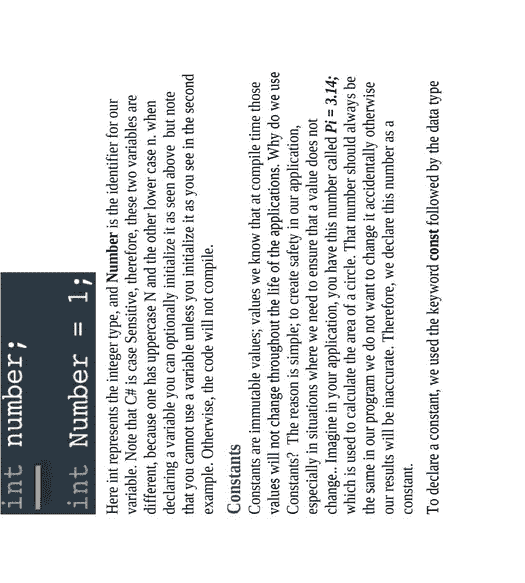 int number;
int Number = 1;
Here int represents the integer type, and Number is the identifier for our
variable. Note that C# is case Sensitive, therefore, these two variables are
different, because one has uppercase N and the other lower case n. when
declaring a variable you can optionally initialize it as seen above but note
that you cannot use a variable unless you initialize it as you see in the second
example. Otherwise, the code will not compile.
Constants
Constants are immutable values; values we know that at compile time those
values will not change throughout the life of the applications. Why do we use
Constants? The reason is simple; to create safety in our application,
especially in situations where we need to ensure that a value does not
change.. Imagine in your application, you have this number called Pi = 3.14;
which is used to calculate the area of a circle. That number should always be
the same in our program we do not want to change it accidentally otherwise
our results will be inaccurate. Therefore, we declare this number as a
constant.
To declare a constant, we used the keyword const followed by the data type